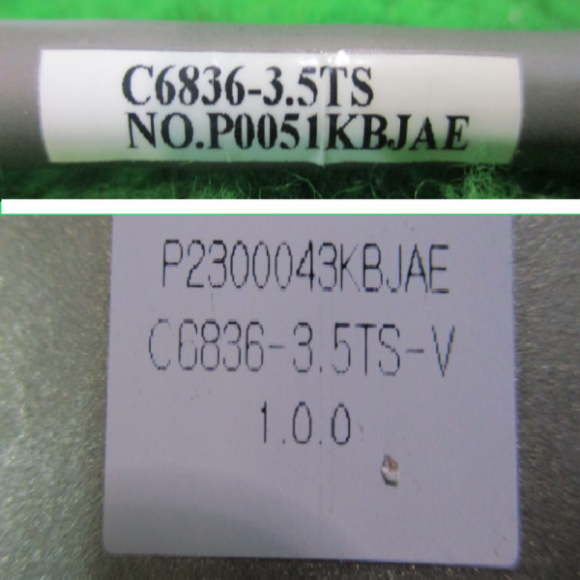 C6836-3.5TS
NO.P0051KBJAE
P2300043KBJAE
C6836-3.5TS-V
1.0.0